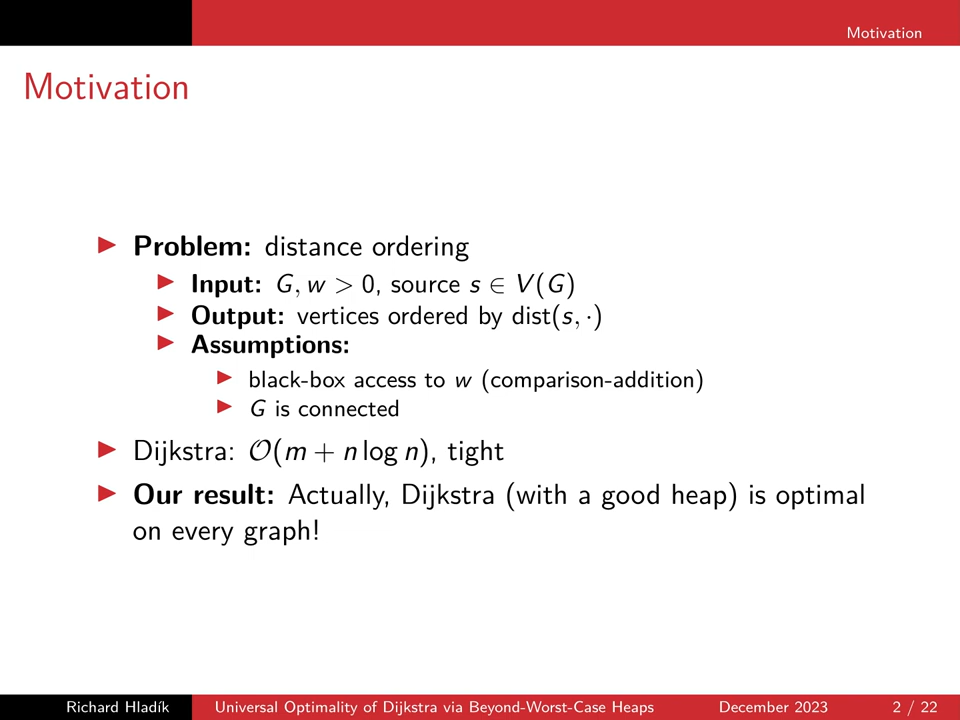 Motivation
Motivation
▶ Problem: distance ordering
▶ Input: G, w > 0, source s ∈ V(G)
▶ Output: vertices ordered by dist(s, ·)
▶ Assumptions:
▶ black-box access to w (comparison-addition)
▶ G is connected
▶ Dijkstra: O(m + n log n), tight
▶ Our result: Actually, Dijkstra (with a good heap) is optimal
on every graph!
Richard Hladík Universal Optimality of Dijkstra via Beyond-Worst-Case Heaps December 2023 2 / 22